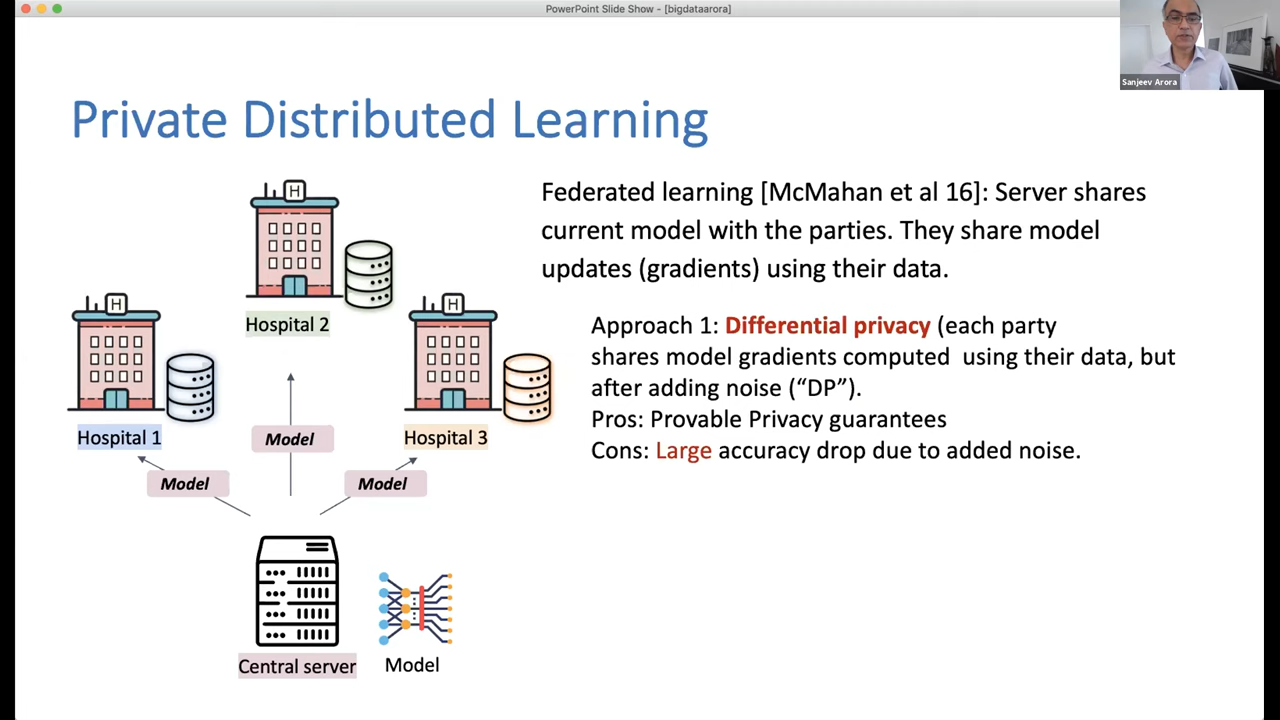 PowerPoint Slide Show - [bigdataarora]
Sanjeev Arora
Private Distributed Learning
H
Hospital 2
H
Hospital 1
H
Hospital 3
Model
Model
Model
Central server
Model
Federated learning [McMahan et al 16]: Server shares
current model with the parties. They share model
updates (gradients) using their data.
Approach 1: Differential privacy (each party
shares model gradients computed using their data, but
after adding noise (“DP”).
Pros: Provable Privacy guarantees
Cons: Large accuracy drop due to added noise.